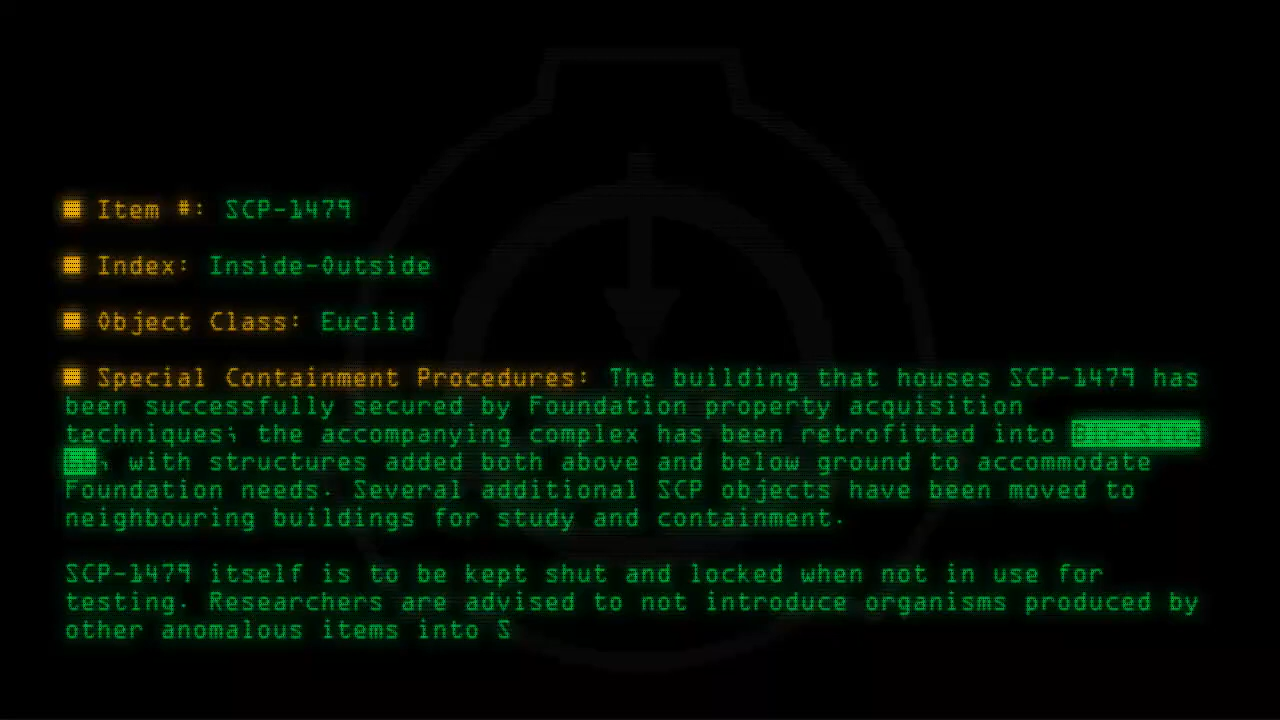 Item #: SCP-1479
Index: Inside-Outside
Object Class: Euclid
Special Containment Procedures: The building that houses SCP-1479 has
been successfully secured by Foundation property acquisition
techniques; the accompanying complex has been retrofitted into Bio Site
, with structures added both above and below ground to accommodate
Foundation needs. Several additional SCP objects have been moved to
neighbouring buildings for study and containment.
SCP-1479 itself is to be kept shut and locked when not in use for
testing. Researchers are advised to not introduce organisms produced by
other anomalous items into S